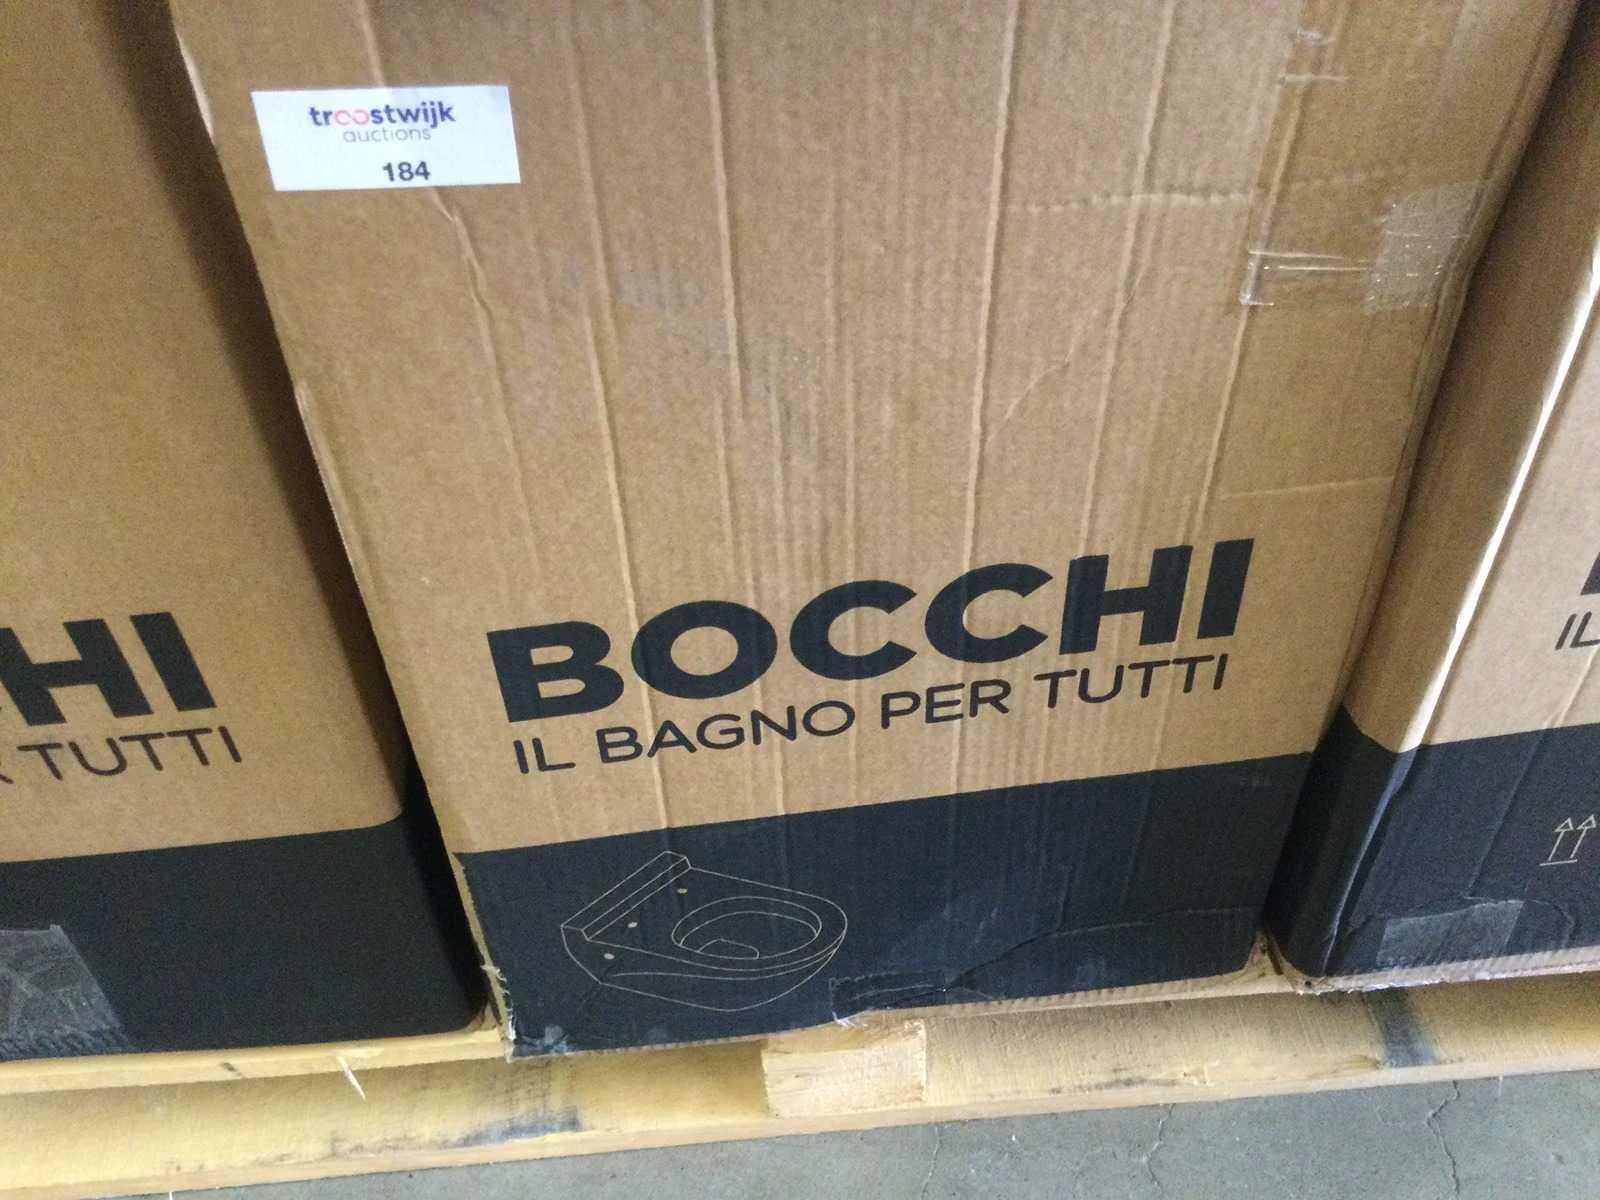 troostwijk
auctions
184
BOCCHI
IL BAGNO PER TUTTI
HI
TUTTI
IL